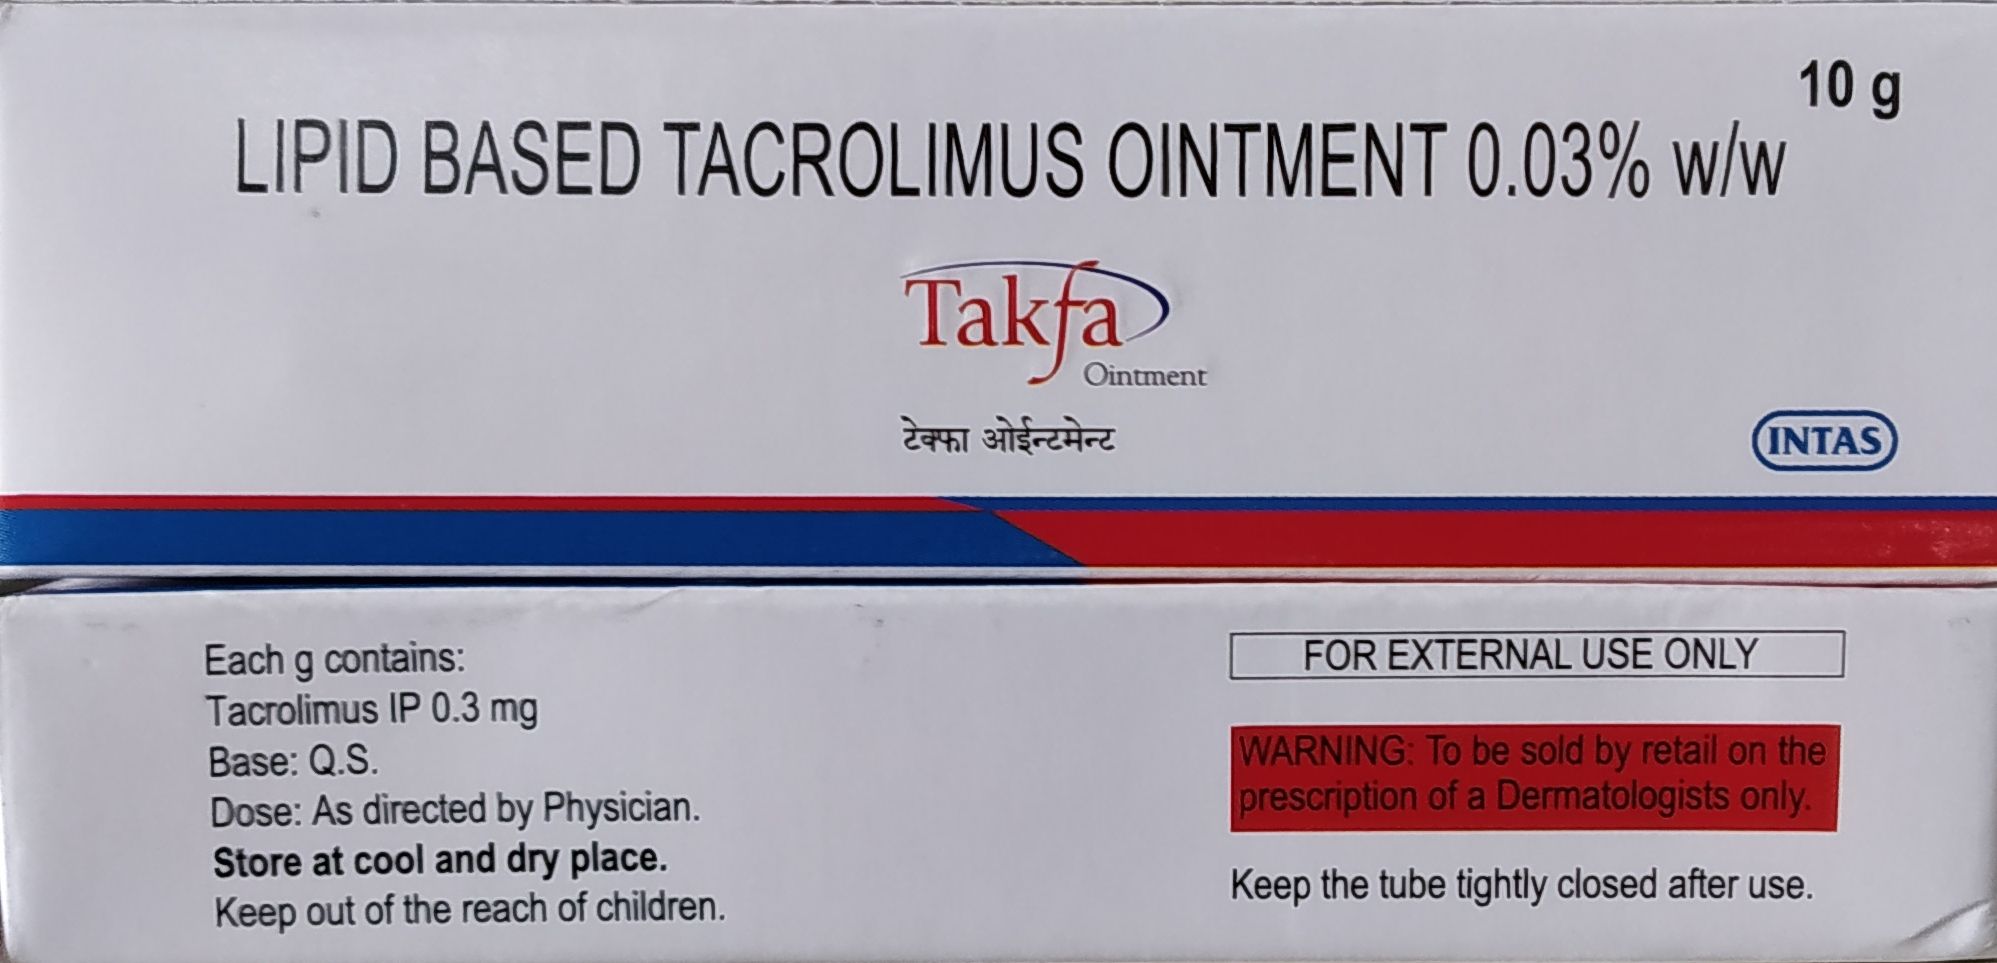 10 g
LIPID BASED TACROLIMUS OINTMENT 0.03% w/w
Takfa
Ointment
टेक्फा ओईन्टमेन्ट
INTAS
Each g contains:
Tacrolimus IP 0.3 mg
Base: Q.S.
Dose: As directed by Physician.
Store at cool and dry place.
Keep out of the reach of children.
FOR EXTERNAL USE ONLY
WARNING: To be sold by retail on the
prescription of a Dermatologists only.
Keep the tube tightly closed after use.